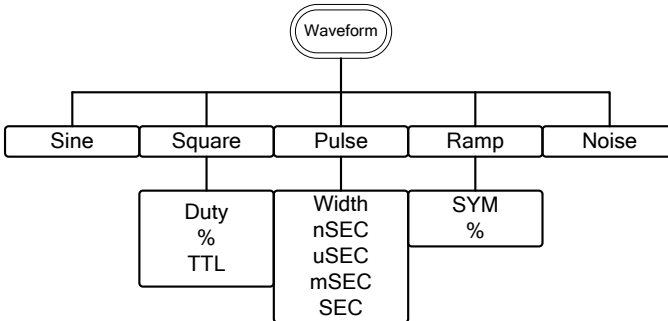 Waveform
Sine
Square
Pulse
Ramp
Noise
Duty
%
TTL
Width
nSEC
uSEC
mSEC
SEC
SYM
%